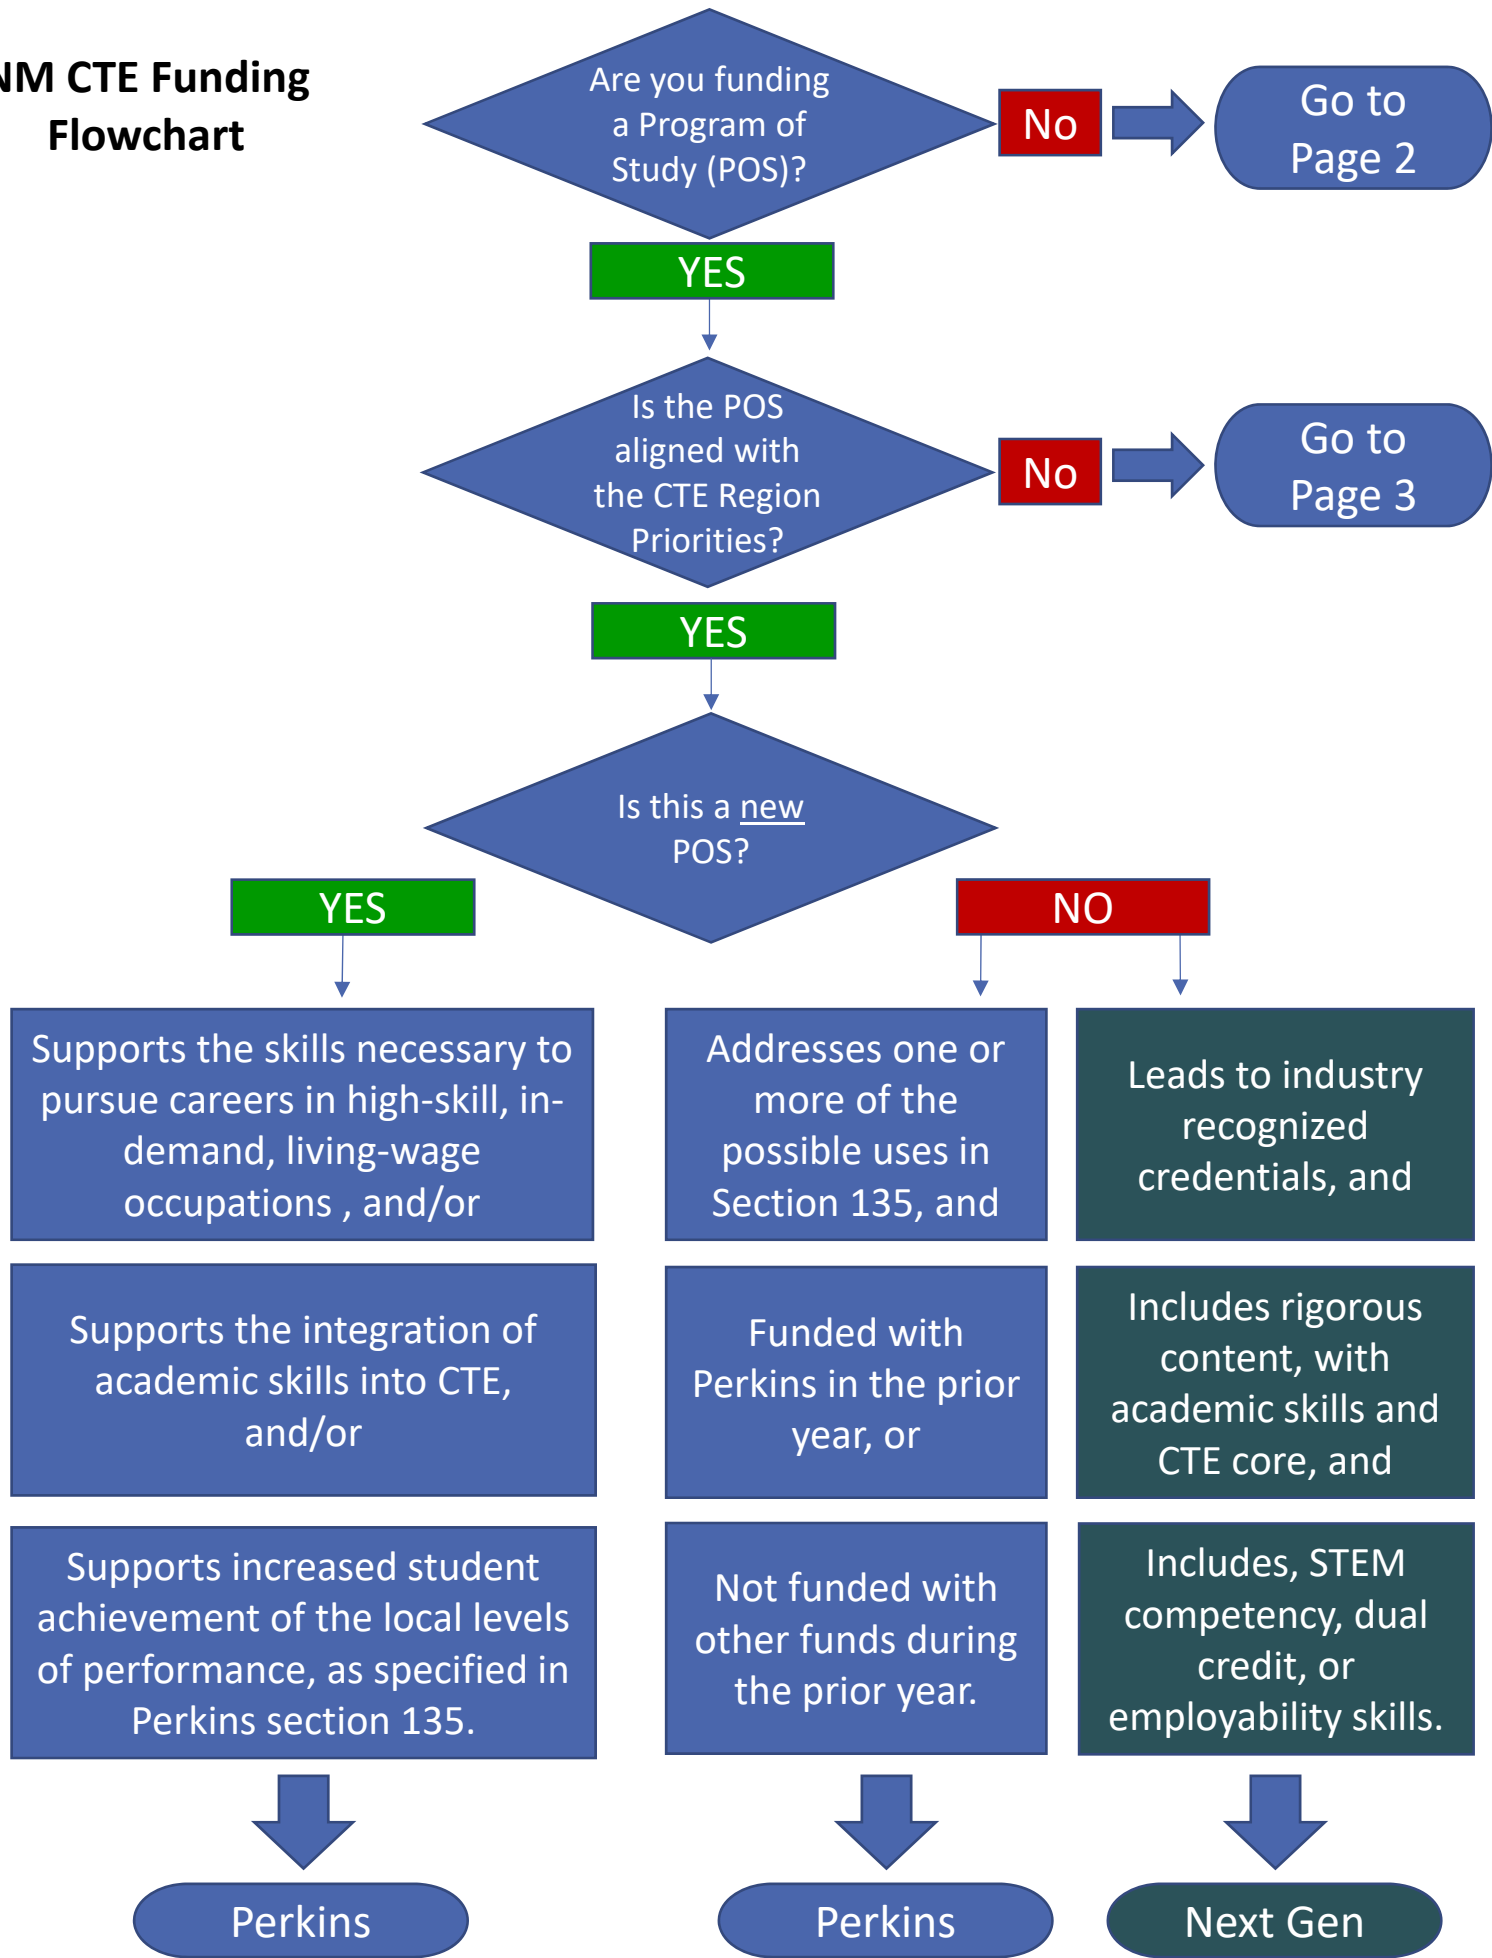 NM CTE Funding
Flowchart
Are you funding
a Program of
Study (POS)?
No
Go to
Page 2
YES
Is the POS
aligned with
the CTE Region
Priorities?
No
Go to
Page 3
YES
Is this a new
POS?
YES
NO
Supports the skills necessary to
pursue careers in high-skill, in-
demand, living-wage
occupations , and/or
Supports the integration of
academic skills into CTE,
and/or
Supports increased student
achievement of the local levels
of performance, as specified in
Perkins section 135.
Perkins
Addresses one or
more of the
possible uses in
Section 135, and
Funded with
Perkins in the prior
year, or
Not funded with
other funds during
the prior year.
Perkins
Leads to industry
recognized
credentials, and
Includes rigorous
content, with
academic skills and
CTE core, and
Includes, STEM
competency, dual
credit, or
employability skills.
Next Gen